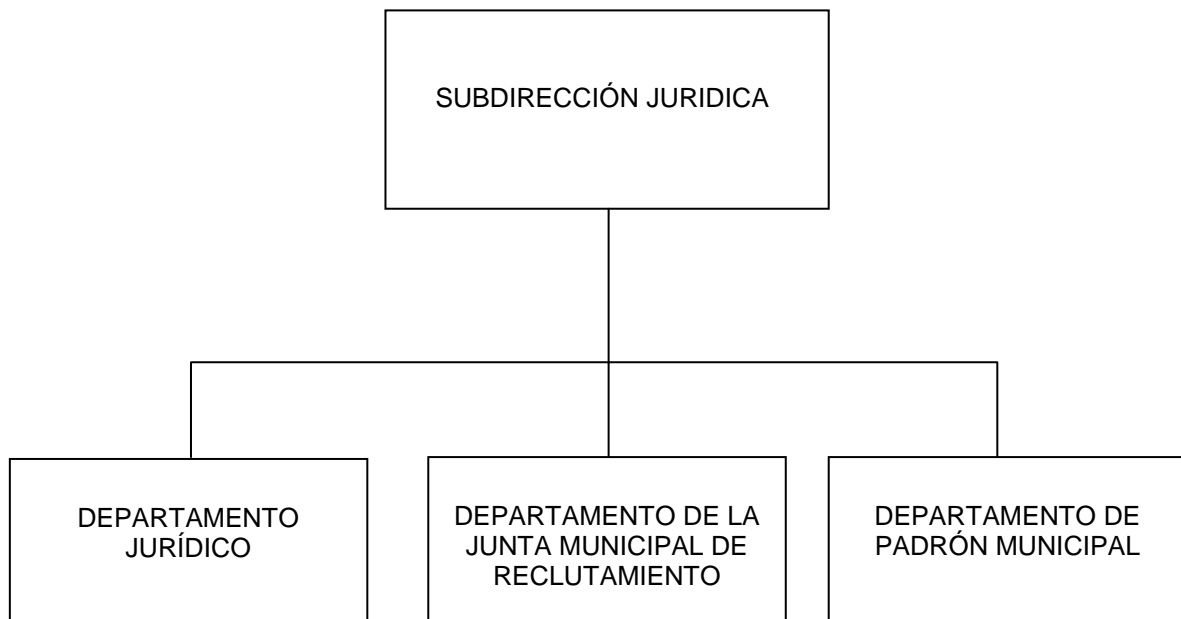 SUBDIRECCIÓN JURIDICA
DEPARTAMENTO
JURÍDICO
DEPARTAMENTO DE LA
JUNTA MUNICIPAL DE
RECLUTAMIENTO
DEPARTAMENTO DE
PADRÓN MUNICIPAL